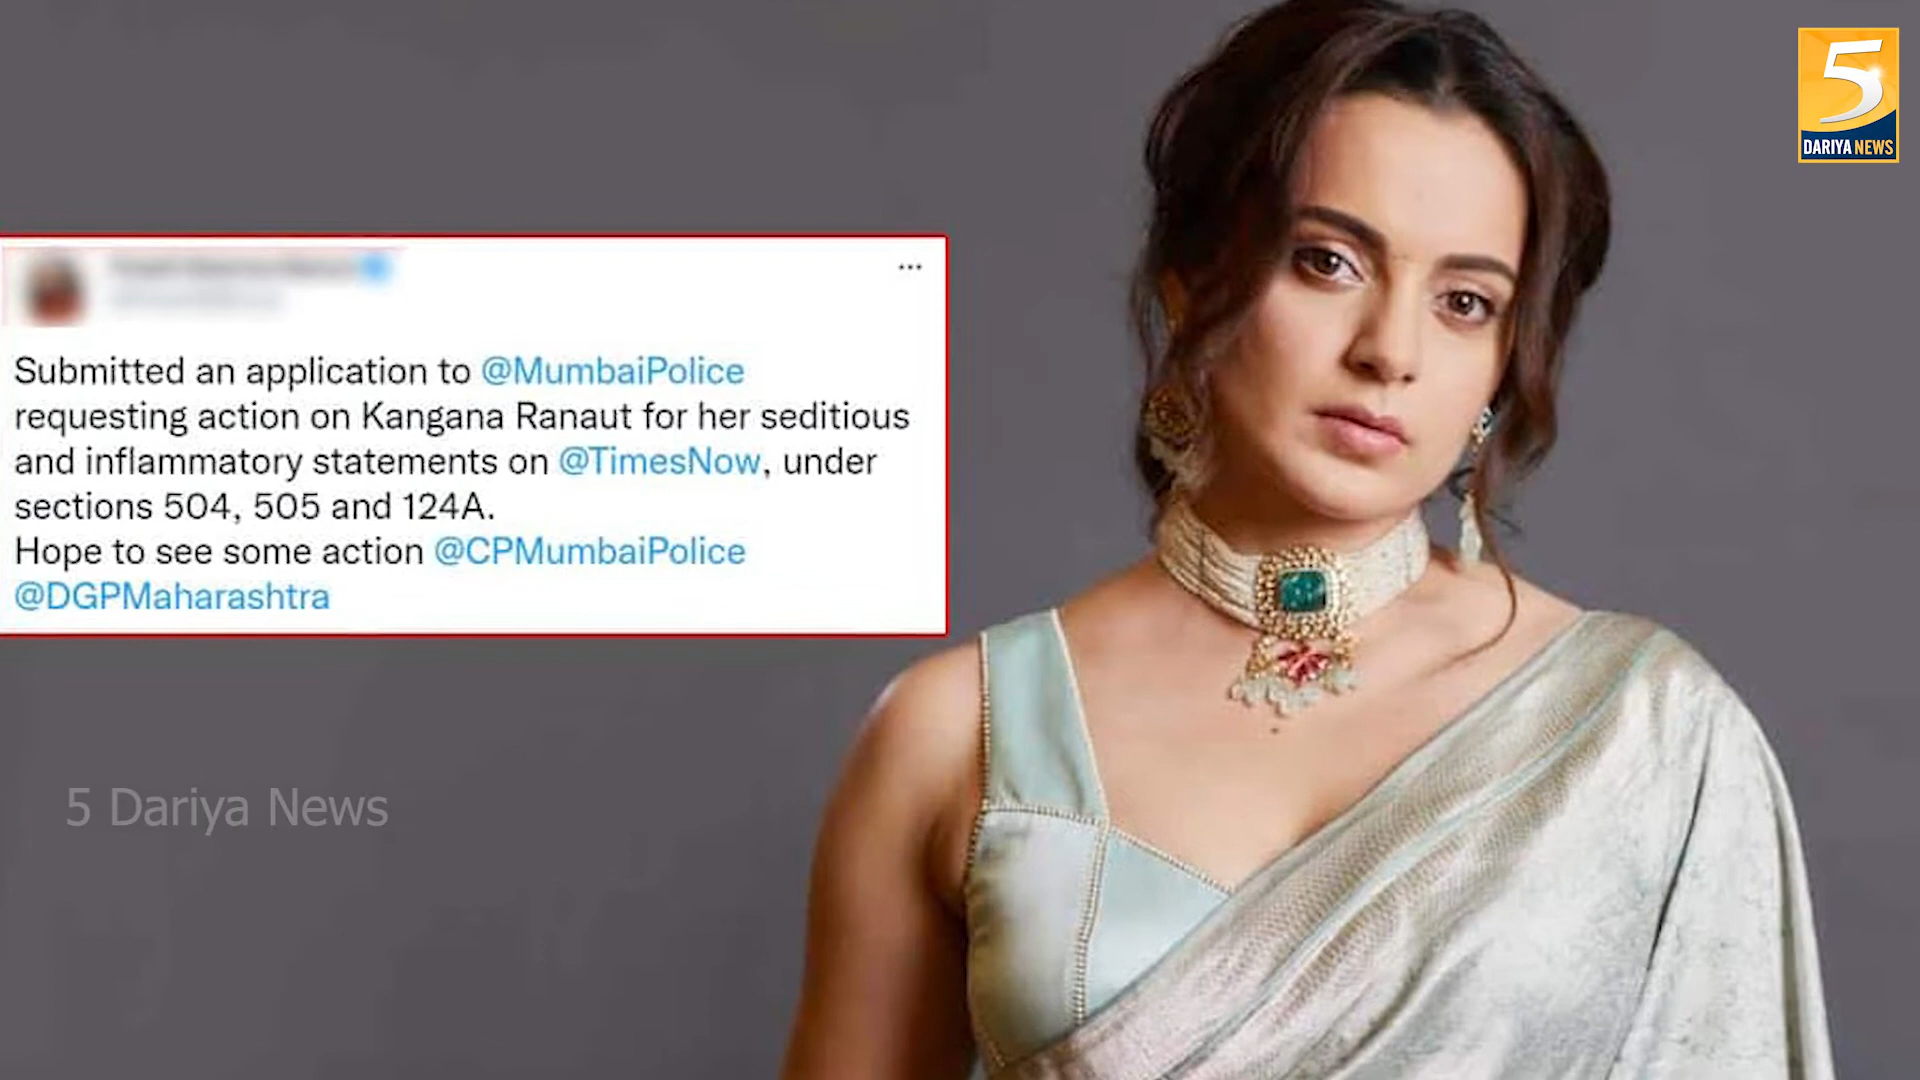 5
DARIYA NEWS
Submitted an application to @MumbaiPolice
requesting action on Kangana Ranaut for her seditious
and inflammatory statements on @TimesNow, under
sections 504, 505 and 124A.
Hope to see some action @CPMumbaiPolice
@DGPMaharashtra
5 Dariya News